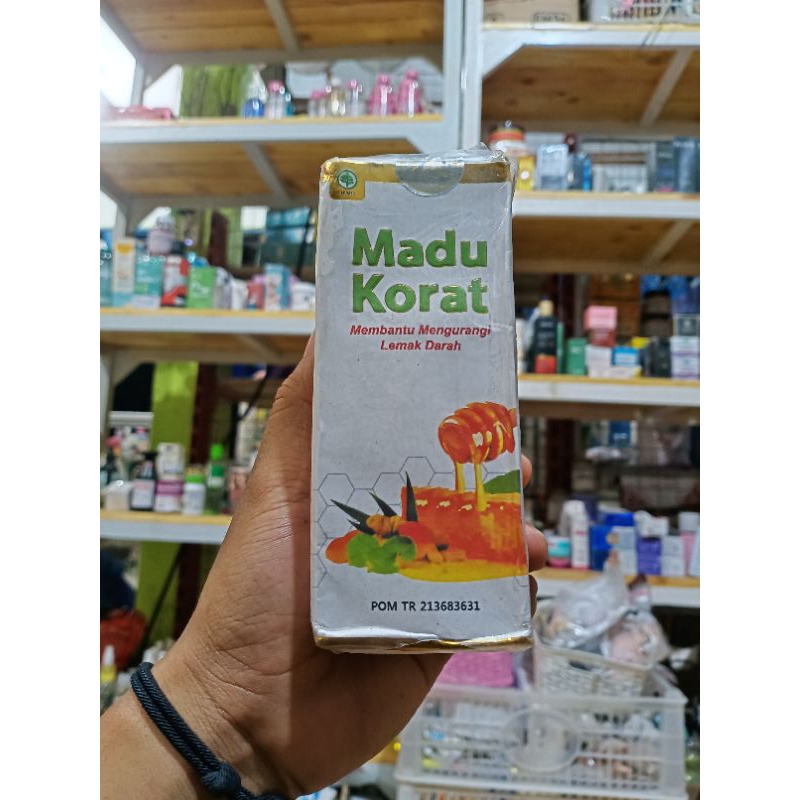 Madu
Korat
Membantu Mengurangi
Lemak Darah
POM TR 213683631